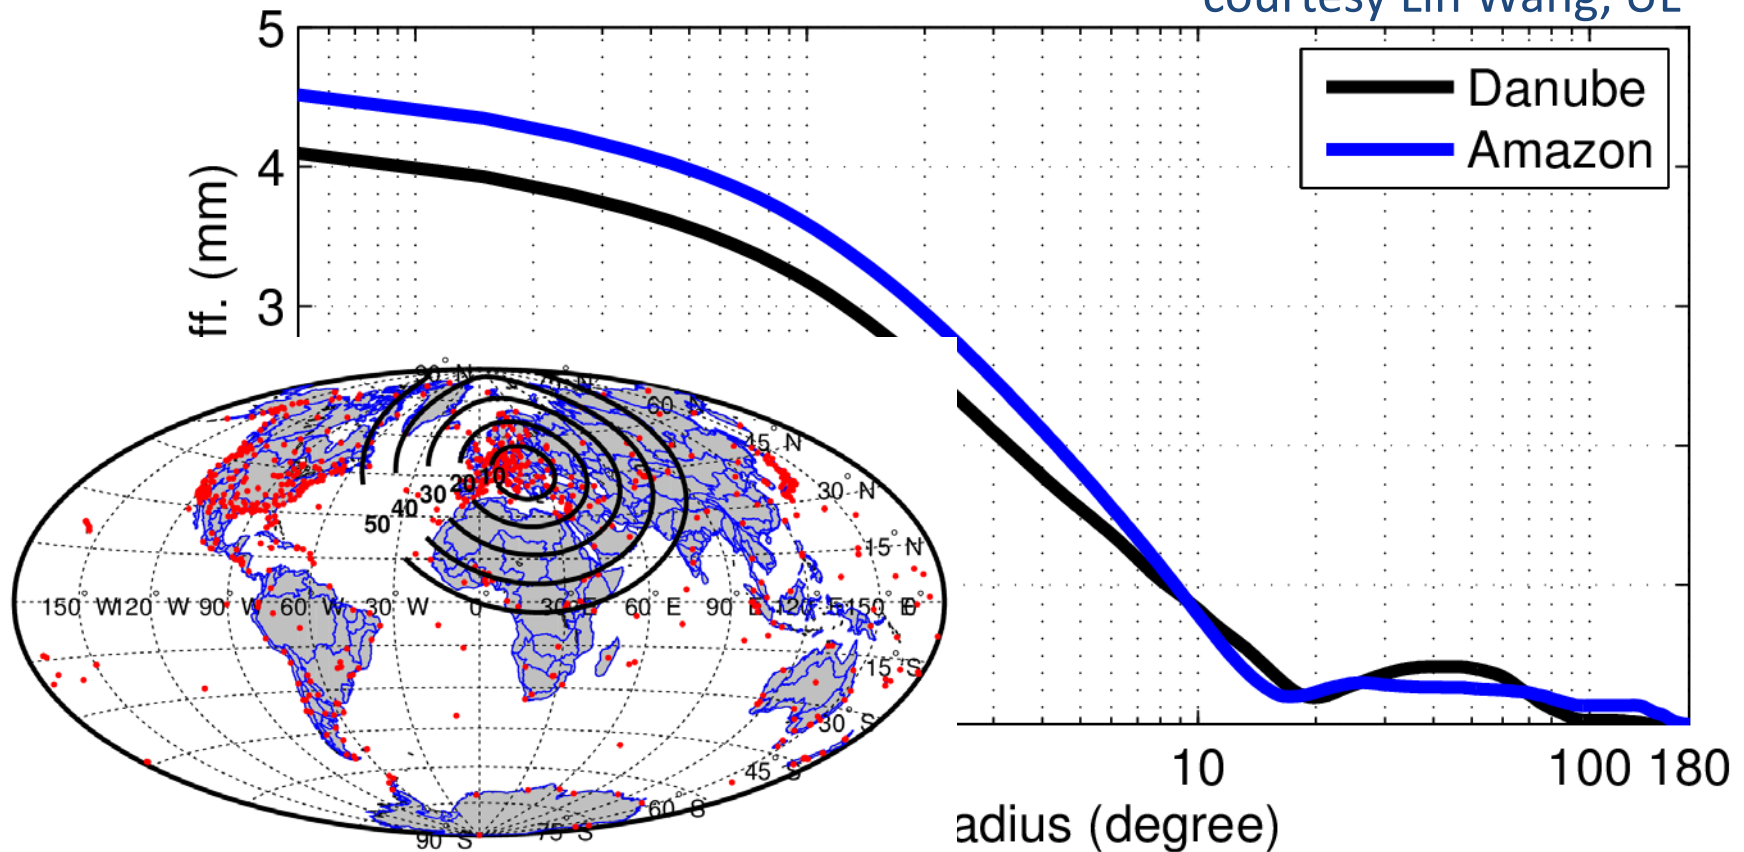 courtesy Lin Wang, UL
5
4
3
ff. (mm)
Danube
Amazon
90° N
75° N
60° N
45° N
30° N
15° N
10
20
30
40
50
150° W
120° W
90° W
60° W
30° W
0°
30° E
60° E
90° E
120° E
150° E
15° S
30° S
45° S
60° S
75° S
90° S
10
100
180
adius (degree)